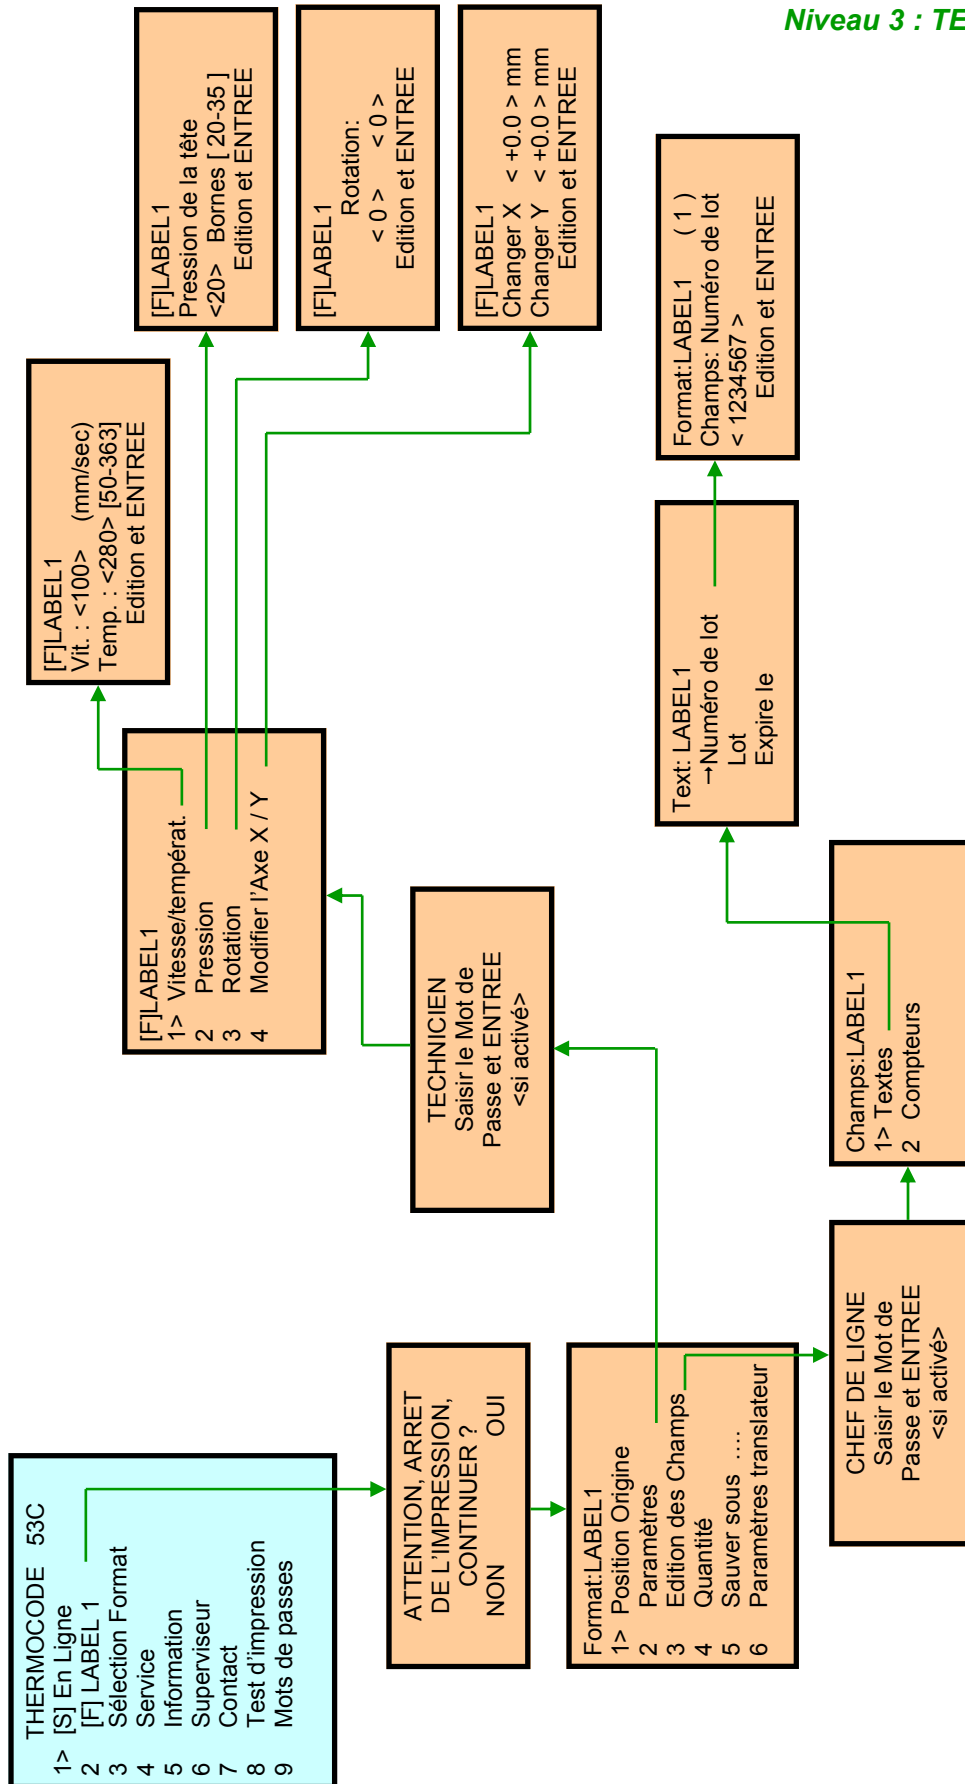 Niveau 3 : TE
THERMOCODE 53C
1> [S] En Ligne
2 [F] LABEL 1
3 Sélection Format
4 Service
5 Information
6 Superviseur
7 Contact
8 Test d'impression
9 Mots de passes
ATTENTION, ARRET
DE L'IMPRESSION,
CONTINUER ?
NON OUI
Format:LABEL1
1> Position Origine
2 Paramètres
3 Edition des Champs
4 Quantité
5 Sauver sous ….
6 Paramètres translateur
TECHNICIEN
Saisir le Mot de
Passe et ENTREE
<si activé>
[F]LABEL1
1> Vitesse/températ.
2 Pression
3 Rotation
4 Modifier l'Axe X / Y
[F]LABEL1
Vit. : <100> (mm/sec)
Temp. : <280> [50-363]
Edition et ENTREE
[F]LABEL1
Pression de la tête
<20> Bornes [ 20-35 ]
Edition et ENTREE
[F]LABEL1
Rotation:
< 0 > < 0 >
Edition et ENTREE
[F]LABEL1
Changer X < +0.0 > mm
Changer Y < +0.0 > mm
Edition et ENTREE
CHEF DE LIGNE
Saisir le Mot de
Passe et ENTREE
<si activé>
Champs:LABEL1
1> Textes
2 Compteurs
Text: LABEL1
→Numéro de lot
Lot
Expire le
Format:LABEL1 ( 1 )
Champs: Numéro de lot
< 1234567 >
Edition et ENTREE